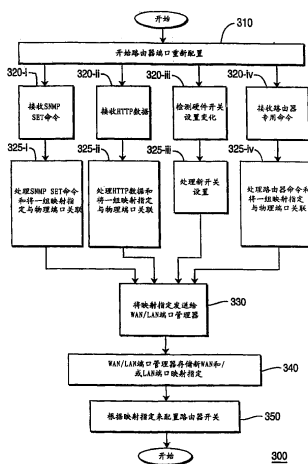 开始
310
开始路由器端口重新配置
320-i
320-ii
320-iii
320-iv
接收SNMP
SET命令
接收HTTP数据
检测硬件开关
设置变化
接收路由器
专用命令
325-i
325-ii
325-iii
325-iv
处理SNMP SET命令
和将一组映射指定
与物理端口关联
处理HTTP数据和
将一组映射指定
与物理端口关联
处理新开关
设置
处理路由器命令和
将一组映射指定
与物理端口关联
将映射指定发送给
WAN/LAN端口管理器
330
WAN/LAN端口管理器存储新WAN和/
或LAN端口映射指定
340
根据映射指定来配置路由器开关
350
开始
300